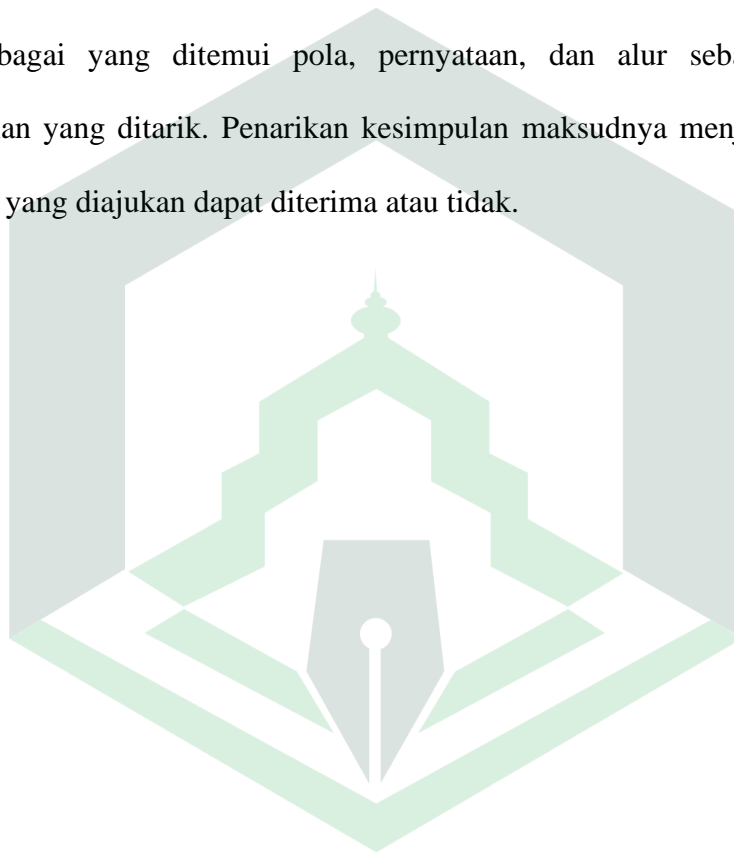 bagai yang ditemui pola, pernyataan, dan alur seba
an yang ditarik. Penarikan kesimpulan maksudnya men
yang diajukan dapat diterima atau tidak.